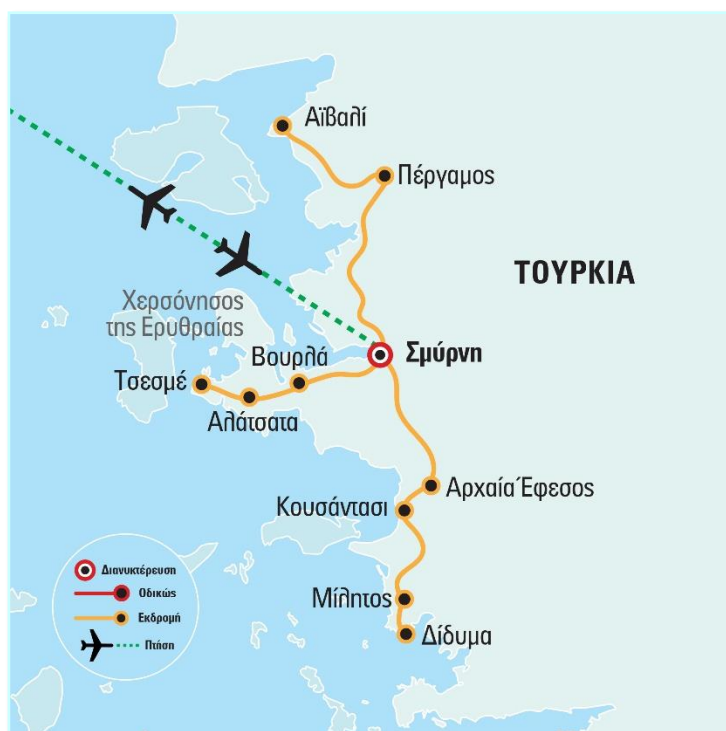 Αϊβαλί
Πέργαμος
ΤΟΥΡΚΙΑ
Χερσόνησος
της Ερυθραίας
Βουρλά
Σμύρνη
Τσεσμέ
Αλάτσατα
Αρχαία Έφεσος
Κουσάντασι
Μίλητος
Δίδυμα
Διανυκτέρευση
Οδικώς
Εκδρομή
Πτήση